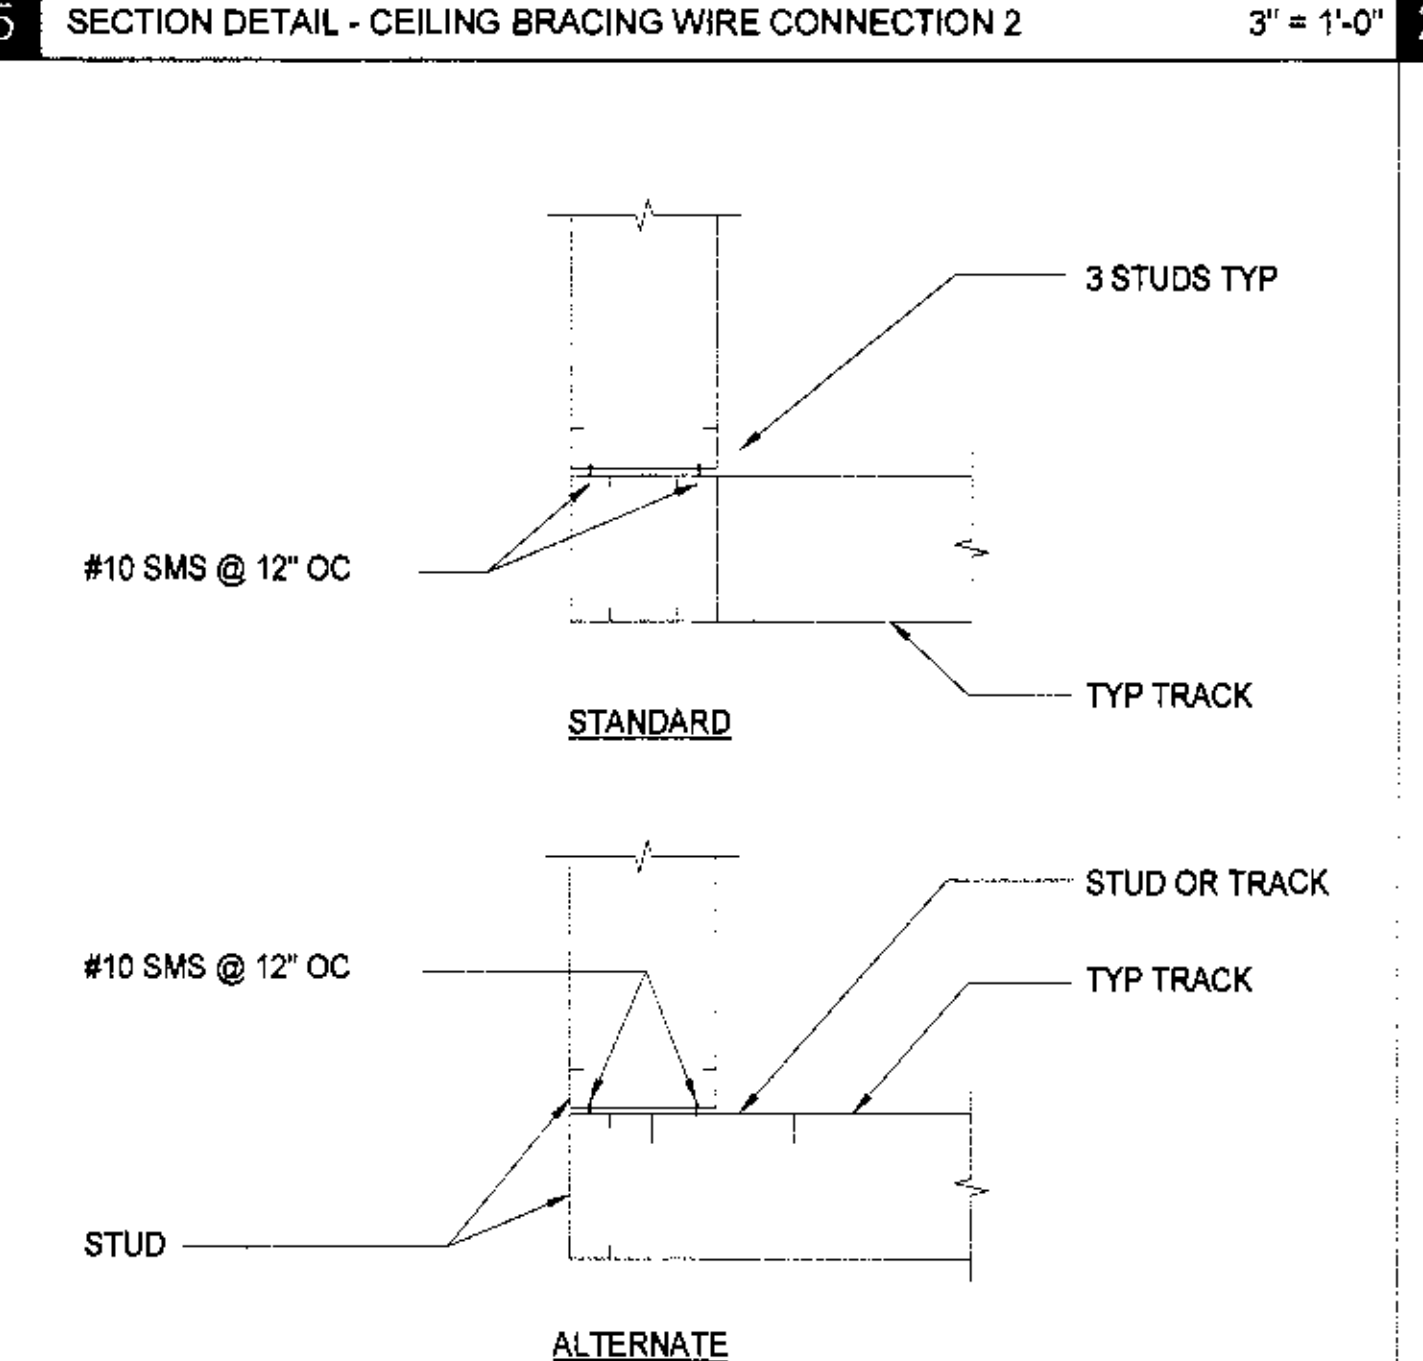 5 SECTION DETAIL - CEILING BRACING WIRE CONNECTION 2 3" = 1'-0"
3 STUDS TYP
#10 SMS @ 12" OC
TYP TRACK
STANDARD
STUD OR TRACK
#10 SMS @ 12" OC
TYP TRACK
STUD
ALTERNATE